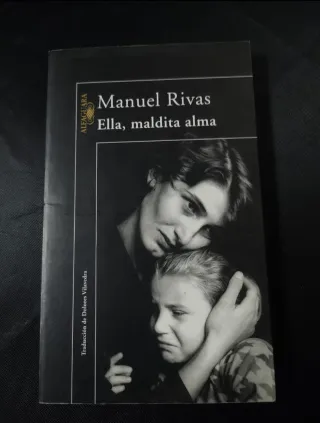 ALFAGUARA
Manuel Rivas
Ella, maldita alma
Traducción de Dolores Vilavedra